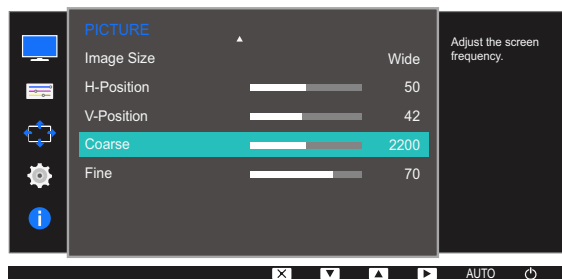 PICTURE
Image Size Wide
H-Position 50
V-Position 42
Coarse 2200
Fine 70
Adjust the screen
frequency.
AUTO